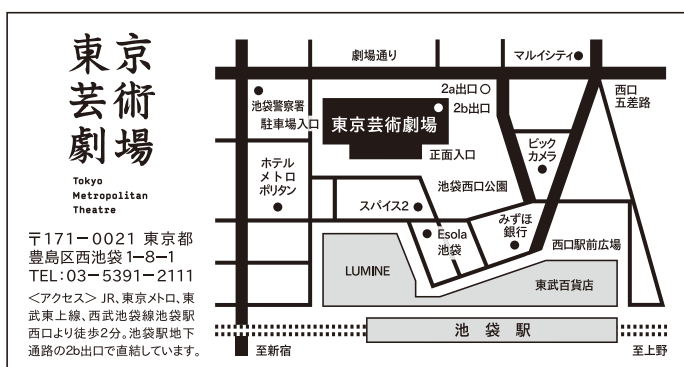 東京
芸術
劇場
Tokyo
Metropolitan
Theatre
〒171-0021 東京都
豊島区西池袋1-8-1
TEL:03-5391-2111
<アクセス> JR、東京メトロ、東
武東上線、西武池袋線池袋駅
西口より徒歩2分。池袋駅地下
通路の2b出口で直結しています。
劇場通り
マルイシティ
2a出口
2b出口
西口
五差路
池袋警察署
駐車場入口
東京芸術劇場
正面入口
ビック
カメラ
ホテル
メトロ
ポリタン
池袋西口公園
スパイス2
みずほ
銀行
Esola
池袋
西口駅前広場
LUMINE
東武百貨店
池袋駅
至新宿
至上野